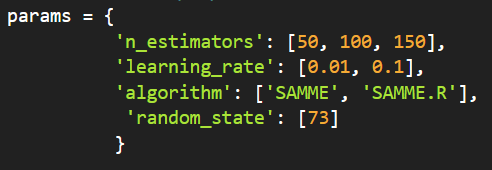 params = {
'n_estimators': [50, 100, 150],
'learning_rate': [0.01, 0.1],
'algorithm': ['SAMME', 'SAMME.R'],
'random_state': [73]
}